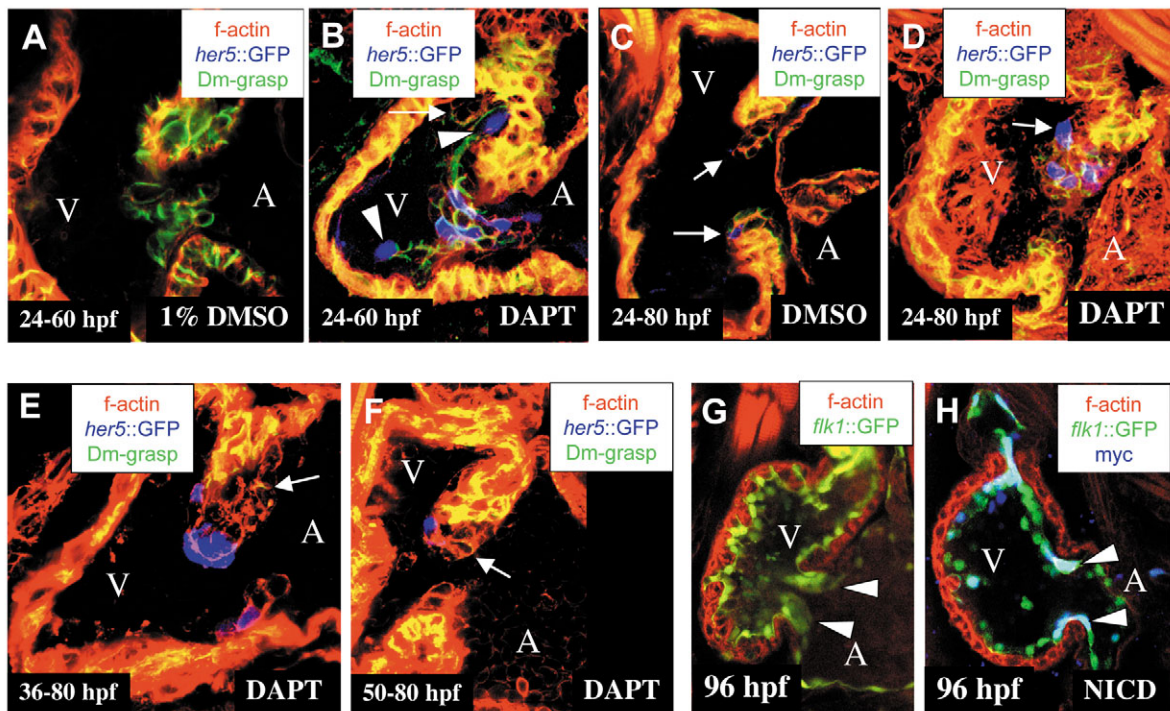 A
f-actin
her5::GFP
Dm-grasp
V
A
24-60 hpf
1% DMSO
B
f-actin
her5::GFP
Dm-grasp
V
A
24-60 hpf
DAPT
C
f-actin
her5::GFP
Dm-grasp
V
A
24-80 hpf
DMSO
D
f-actin
her5::GFP
Dm-grasp
V
A
24-80 hpf
DAPT
E
f-actin
her5::GFP
Dm-grasp
A
V
36-80 hpf
DAPT
F
f-actin
her5::GFP
Dm-grasp
V
A
50-80 hpf
DAPT
G
f-actin
flk1::GFP
V
A
96 hpf
H
f-actin
flk1::GFP
myc
V
A
96 hpf
NICD